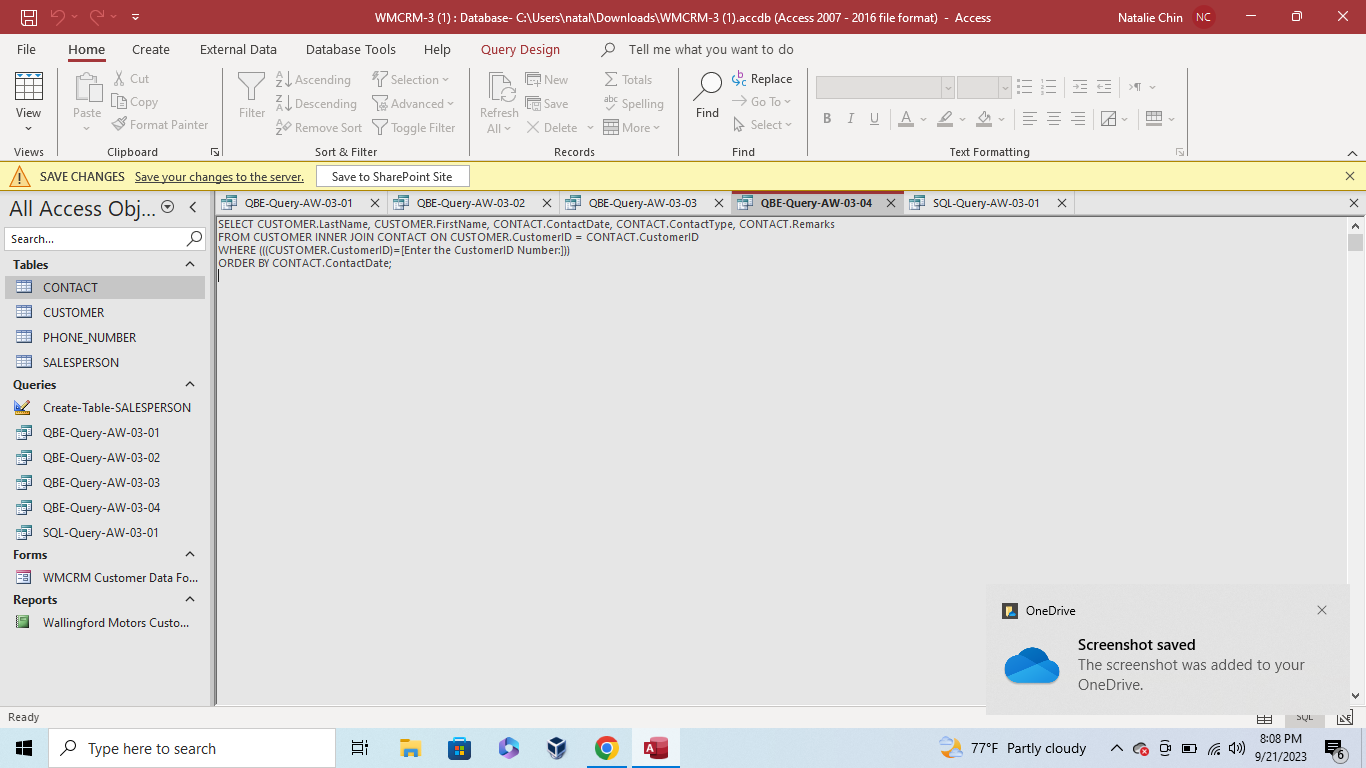 WMCRM-3 (1) : Database- C:\Users\natal\Downloads\WMCRM-3 (1).accdb (Access 2007 - 2016 file format) - Access
Natalie Chin NC
File Home Create External Data Database Tools Help Query Design Tell me what you want to do
View
Views
Paste
Cut
Copy
Format Painter
Clipboard
Filter
Ascending
Descending
Remove Sort
Selection
Advanced
Toggle Filter
Sort & Filter
Refresh
All
New
Save
Delete
Totals
abc Spelling
More
Records
Find
Replace
Go To
Select
Find
B I U A
Text Formatting
SAVE CHANGES Save your changes to the server. Save to SharePoint Site
All Access Obj...
Search...
Tables
CONTACT
CUSTOMER
PHONE_NUMBER
SALESPERSON
Queries
Create-Table-SALESPERSON
QBE-Query-AW-03-01
QBE-Query-AW-03-02
QBE-Query-AW-03-03
QBE-Query-AW-03-04
SQL-Query-AW-03-01
Forms
WMCRM Customer Data Fo...
Reports
Wallingford Motors Custo...
QBE-Query-AW-03-01 QBE-Query-AW-03-02 QBE-Query-AW-03-03 QBE-Query-AW-03-04 SQL-Query-AW-03-01
SELECT CUSTOMER.LastName, CUSTOMER.FirstName, CONTACT.ContactDate, CONTACT.ContactType, CONTACT.Remarks
FROM CUSTOMER INNER JOIN CONTACT ON CUSTOMER.CustomerID = CONTACT.CustomerID
WHERE (((CUSTOMER.CustomerID)=[Enter the CustomerID Number:]))
ORDER BY CONTACT.ContactDate;
OneDrive
Screenshot saved
The screenshot was added to your
OneDrive.
Ready
SQL
Type here to search
77°F Partly cloudy
8:08 PM
9/21/2023
6